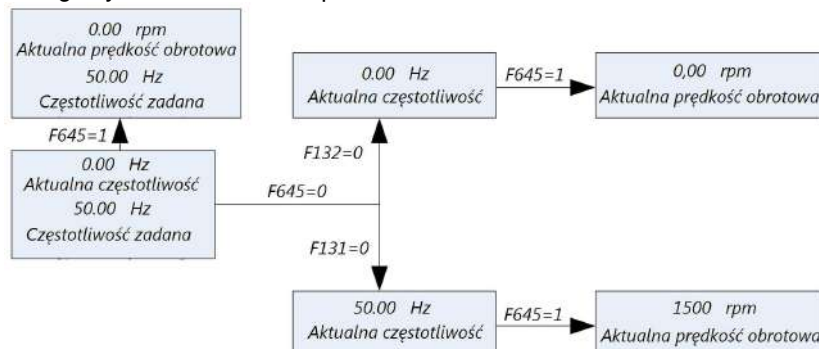 0.00 rpm
Aktualna prędkość obrotowa
50.00 Hz
Częstotliwość zadana
F645=1
0.00 Hz
Aktualna częstotliwość
50.00 Hz
Częstotliwość zadana
F645=0
F132=0
F131=0
0.00 Hz
Aktualna częstotliwość
F645=1
0,00 rpm
Aktualna prędkość obrotowa
50.00 Hz
Aktualna częstotliwość
F645=1
1500 rpm
Aktualna prędkość obrotowa